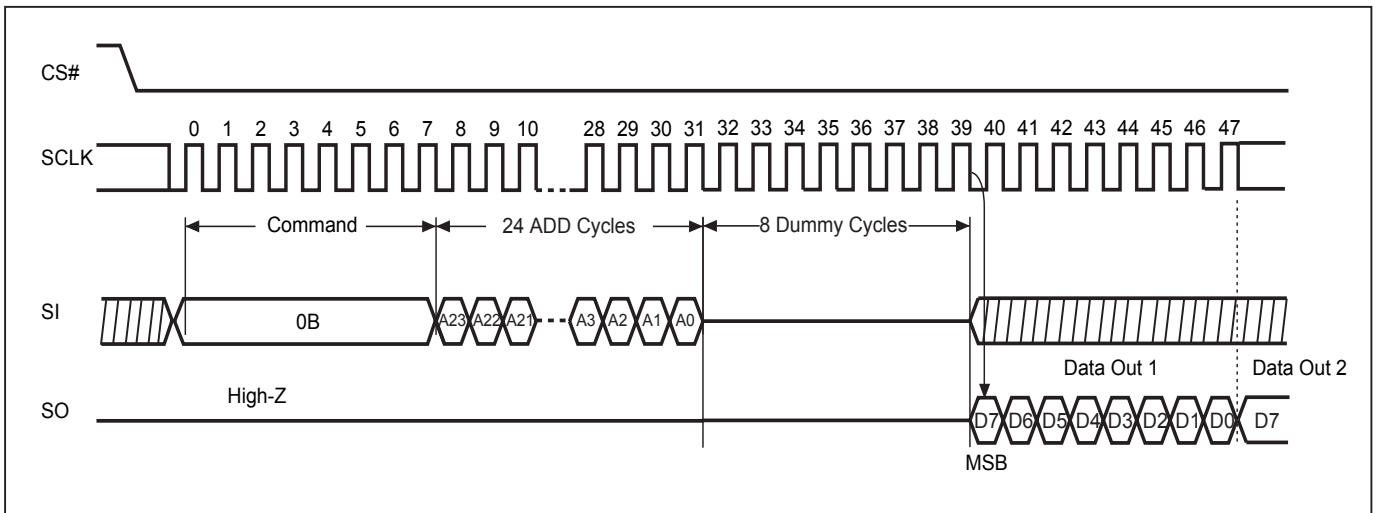 CS#
0 1 2 3 4 5 6 7 8 9 10 28 29 30 31 32 33 34 35 36 37 38 39 40 41 42 43 44 45 46 47
SCLK
Command 24 ADD Cycles 8 Dummy Cycles
SI 0B A23 A22 A21 A3 A2 A1 A0
Data Out 1 Data Out 2
High-Z
SO D7 D6 D5 D4 D3 D2 D1 D0 D7
MSB